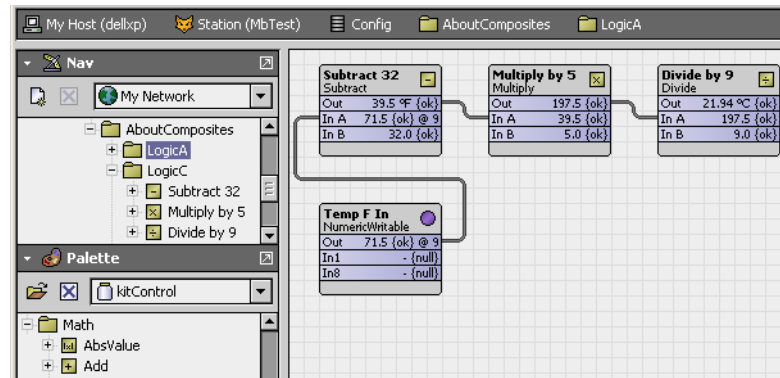 My Host (dellxp) Station (MbTest) Config AboutComposites LogicA
Nav
My Network
AboutComposites
LogicA
LogicC
Subtract 32
Multiply by 5
Divide by 9
Palette
kitControl
Math
AbsValue
Add
Subtract 32
Subtract
Out 39.5 ºF {ok}
In A 71.5 {ok} @ 9
In B 32.0 {ok}
Multiply by 5
Multiply
Out 197.5 {ok}
In A 39.5 {ok}
In B 5.0 {ok}
Divide by 9
Divide
Out 21.94 ºC {ok}
In A 197.5 {ok}
In B 9.0 {ok}
Temp F In
NumericWritable
Out 71.5 {ok} @ 9
In1 - {null}
In8 - {null}